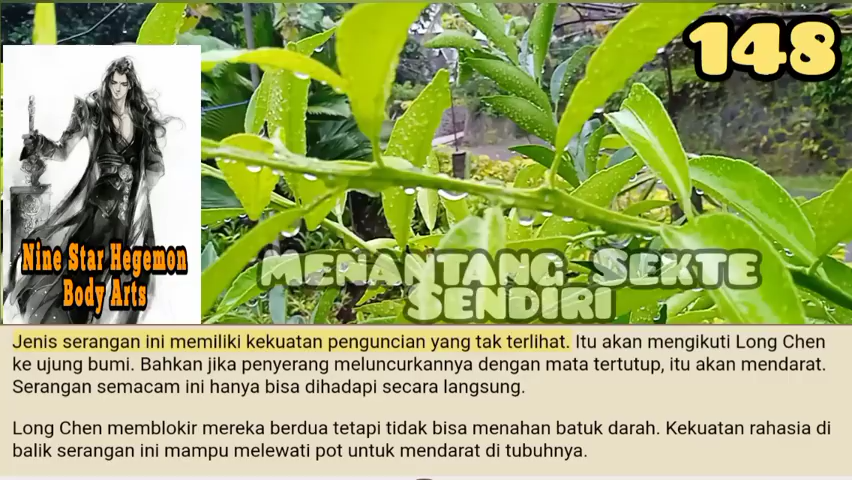 148
Nine Star Hegemon
Body Arts
MENANTANG SEKTE
SENDIRI
Jenis serangan ini memiliki kekuatan penguncian yang tak terlihat. Itu akan mengikuti Long Chen
ke ujung bumi. Bahkan jika penyerang meluncurkannya dengan mata tertutup, itu akan mendarat.
Serangan semacam ini hanya bisa dihadapi secara langsung.
Long Chen memblokir mereka berdua tetapi tidak bisa menahan batuk darah. Kekuatan rahasia di
balik serangan ini mampu melewati pot untuk mendarat di tubuhnya.